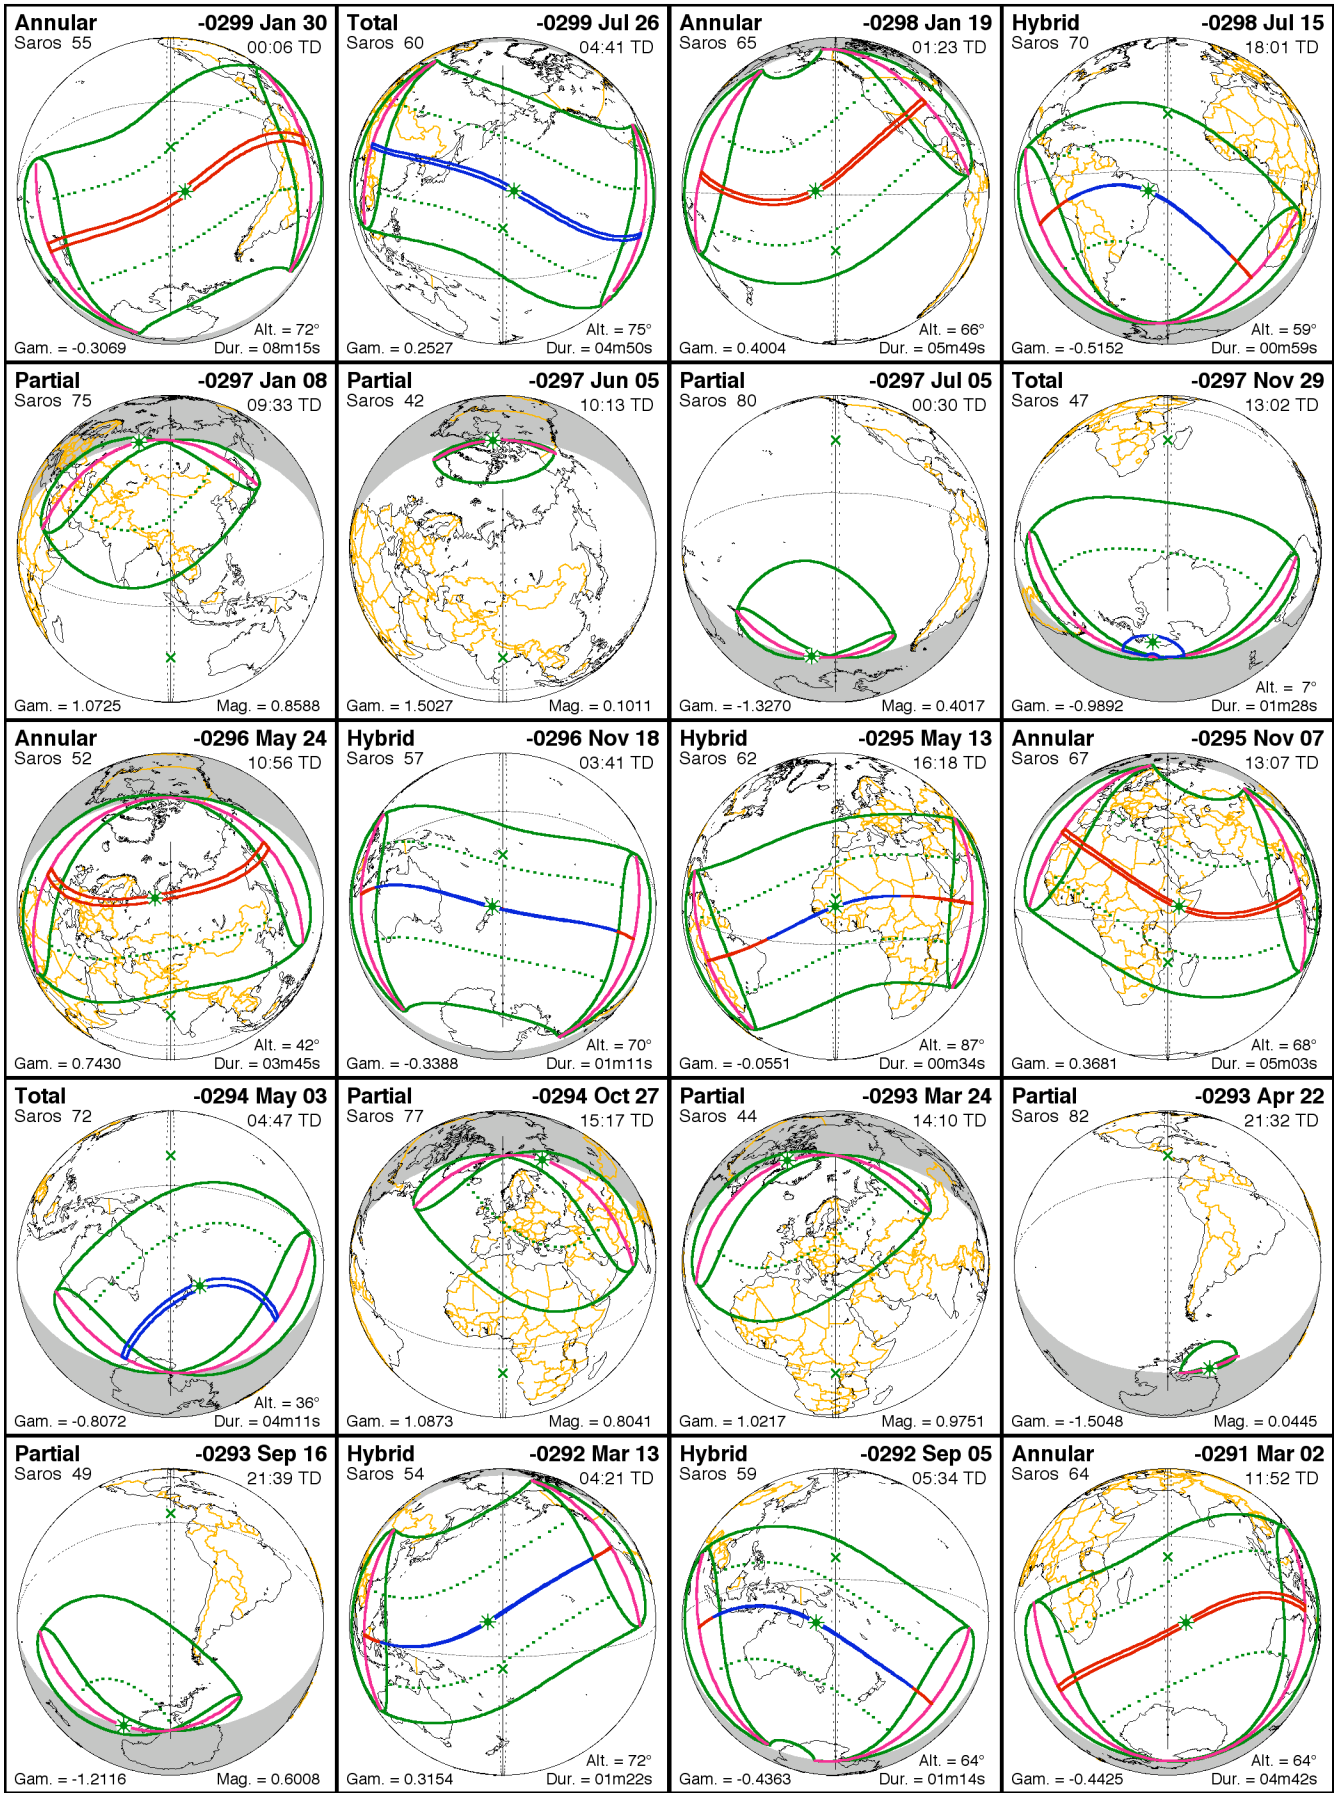 Annular -0299 Jan 30
Saros 55 00:06 TD
Alt. = 72°
Gam. = -0.3069 Dur. = 08m15s
Total -0299 Jul 26
Saros 60 04:41 TD
Alt. = 75°
Gam. = 0.2527 Dur. = 04m50s
Annular -0298 Jan 19
Saros 65 01:23 TD
Alt. = 66°
Gam. = 0.4004 Dur. = 05m49s
Hybrid -0298 Jul 15
Saros 70 18:01 TD
Alt. = 59°
Gam. = -0.5152 Dur. = 00m59s
Partial -0297 Jan 08
Saros 75 09:33 TD
Gam. = 1.0725 Mag. = 0.8588
Partial -0297 Jun 05
Saros 42 10:13 TD
Gam. = 1.5027 Mag. = 0.1011
Partial -0297 Jul 05
Saros 80 00:30 TD
Gam. = -1.3270 Mag. = 0.4017
Total -0297 Nov 29
Saros 47 13:02 TD
Alt. = 7°
Gam. = -0.9892 Dur. = 01m28s
Annular -0296 May 24
Saros 52 10:56 TD
Alt. = 42°
Gam. = 0.7430 Dur. = 03m45s
Hybrid -0296 Nov 18
Saros 57 03:41 TD
Alt. = 70°
Gam. = -0.3388 Dur. = 01m11s
Hybrid -0295 May 13
Saros 62 16:18 TD
Alt. = 87°
Gam. = -0.0551 Dur. = 00m34s
Annular -0295 Nov 07
Saros 67 13:07 TD
Alt. = 68°
Gam. = 0.3681 Dur. = 05m03s
Total -0294 May 03
Saros 72 04:47 TD
Alt. = 36°
Gam. = -0.8072 Dur. = 04m11s
Partial -0294 Oct 27
Saros 77 15:17 TD
Gam. = 1.0873 Mag. = 0.8041
Partial -0293 Mar 24
Saros 44 14:10 TD
Gam. = 1.0217 Mag. = 0.9751
Partial -0293 Apr 22
Saros 82 21:32 TD
Gam. = -1.5048 Mag. = 0.0445
Partial -0293 Sep 16
Saros 49 21:39 TD
Gam. = -1.2116 Mag. = 0.6008
Hybrid -0292 Mar 13
Saros 54 04:21 TD
Alt. = 72°
Gam. = 0.3154 Dur. = 01m22s
Hybrid -0292 Sep 05
Saros 59 05:34 TD
Alt. = 64°
Gam. = -0.4363 Dur. = 01m14s
Annular -0291 Mar 02
Saros 64 11:52 TD
Alt. = 64°
Gam. = -0.4425 Dur. = 04m42s